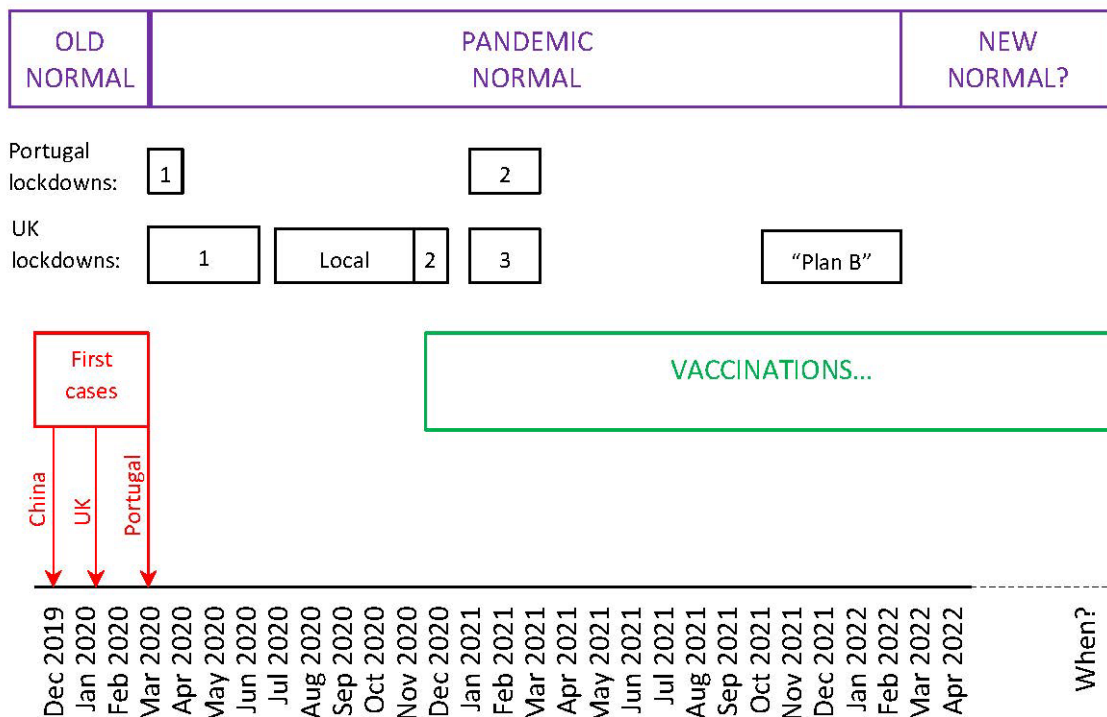 OLD
NORMAL
PANDEMIC
NORMAL
NEW
NORMAL?
Portugal
lockdowns:
1
2
UK
lockdowns:
1
Local
2
3
“Plan B”
First
cases
VACCINATIONS...
China
UK
Portugal
Dec 2019
Jan 2020
Feb 2020
Mar 2020
Apr 2020
May 2020
Jun 2020
Jul 2020
Aug 2020
Sep 2020
Oct 2020
Nov 2020
Dec 2020
Jan 2021
Feb 2021
Mar 2021
Apr 2021
May 2021
Jun 2021
Jul 2021
Aug 2021
Sep 2021
Oct 2021
Nov 2021
Dec 2021
Jan 2022
Feb 2022
Mar 2022
Apr 2022
When?